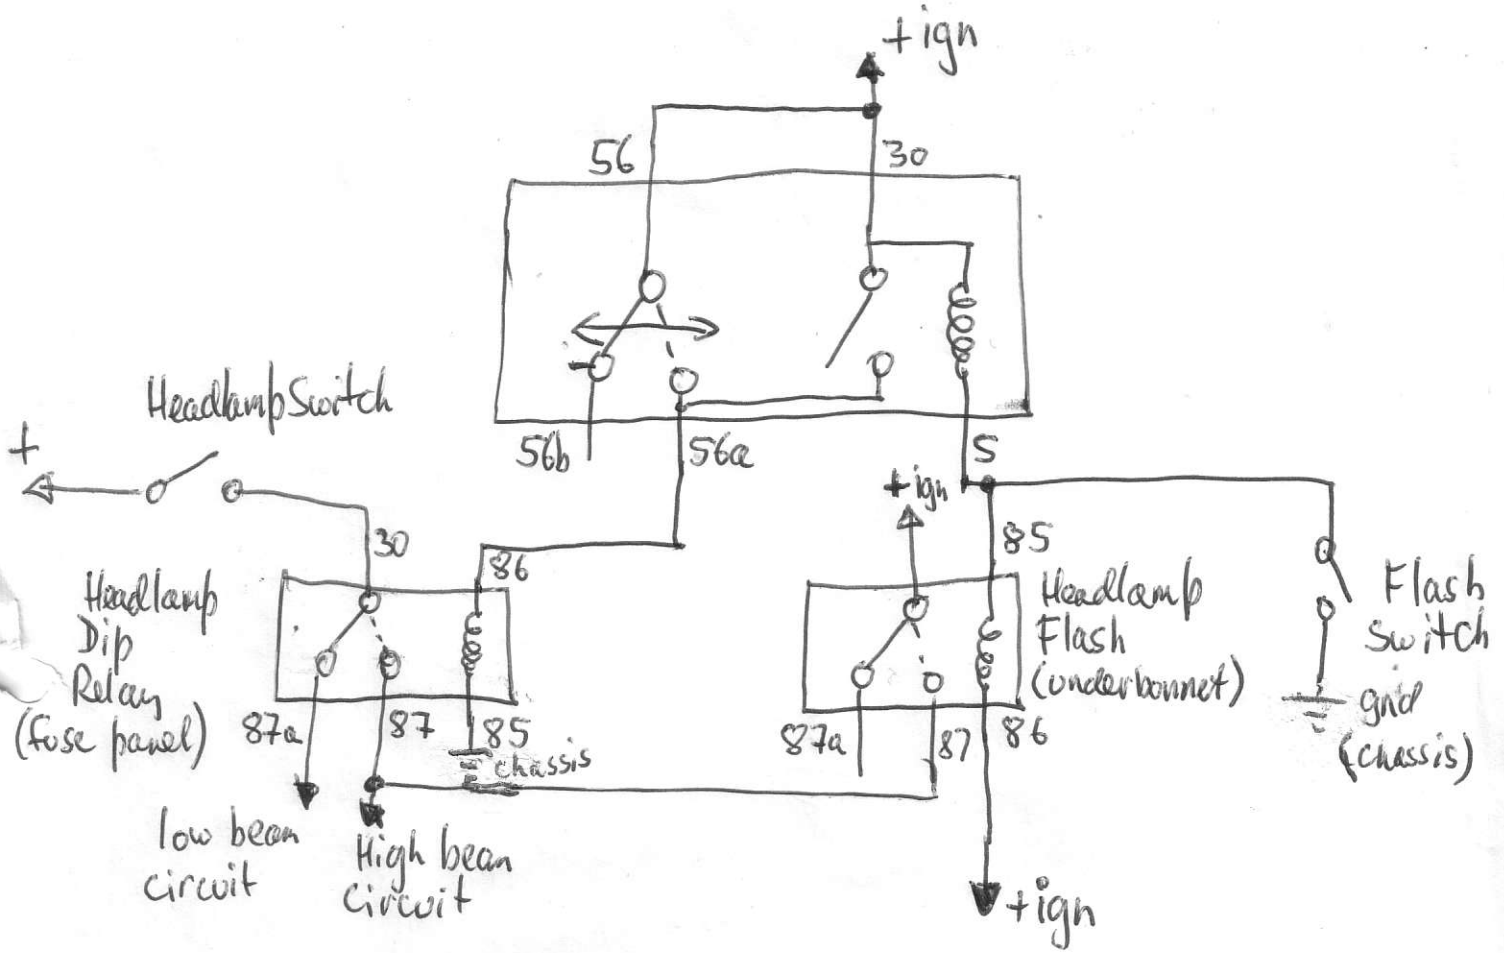 + ign
56
30
Headlamp Switch
+
56b
56a
5
+ ign
30
86
85
Headlamp
Dip
Relay
(fuse panel)
Headlamp
Flash
(underbonnet)
Flash
Switch
87a
87
85
chassis
87a
87
86
gnd
(chassis)
low beam
circuit
High beam
circuit
+ ign